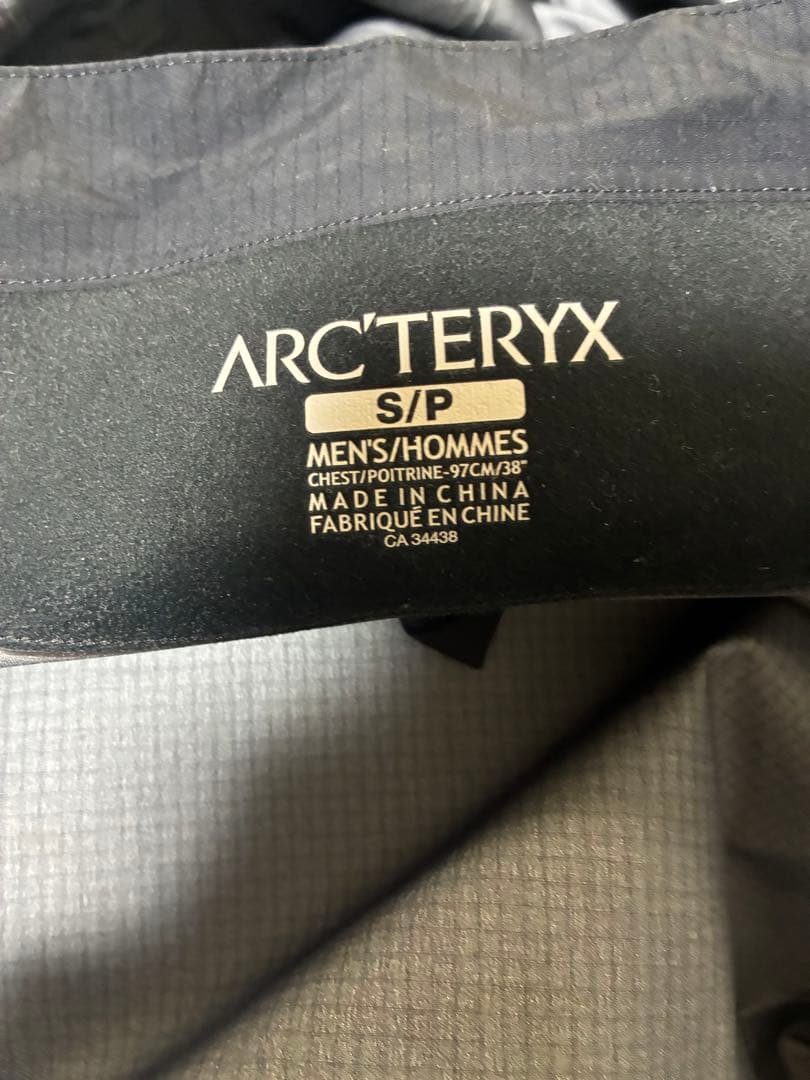 ARC'TERYX
S/P
MEN'S/HOMMES
CHEST/POITRINE-97CM/38"
MADE IN CHINA
FABRIQUÉ EN CHINE
CA 34438